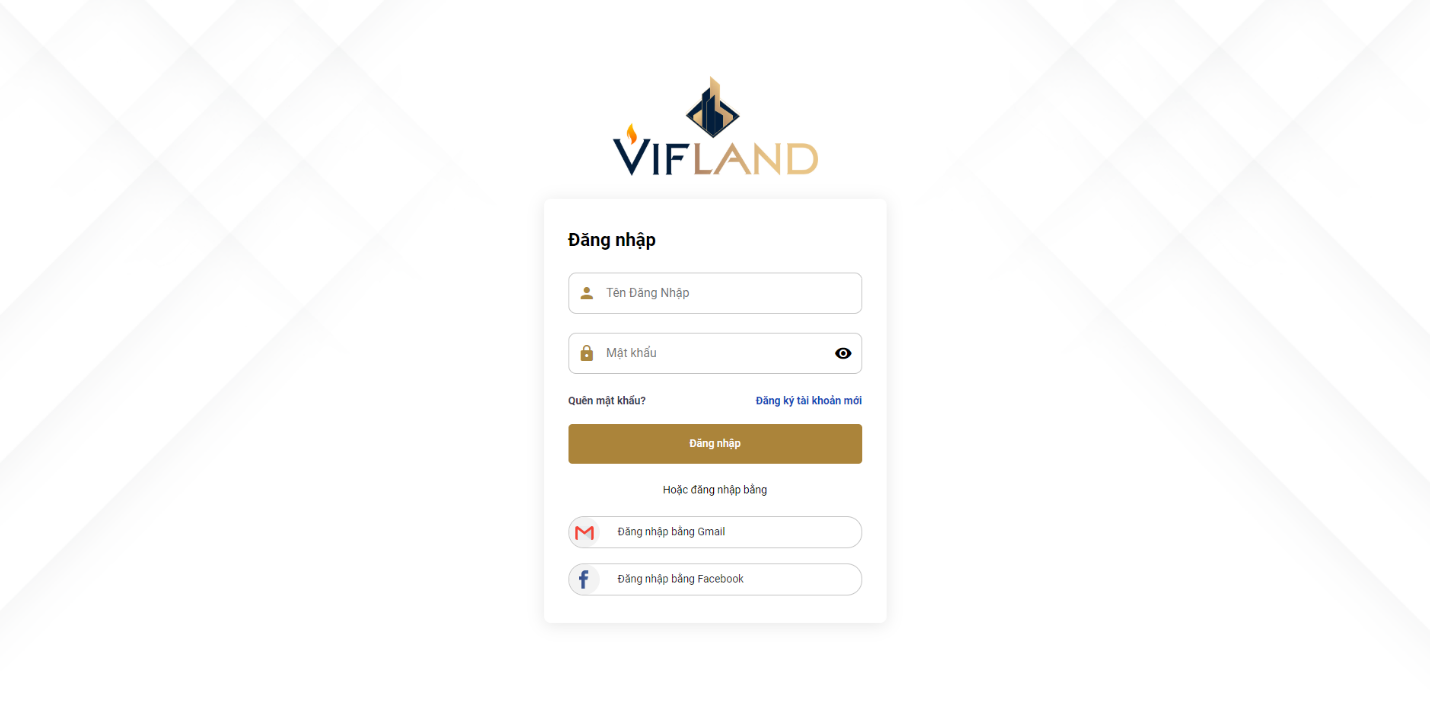 VIFLAND
Đăng nhập
Tên Đăng Nhập
Mật khẩu
Quên mật khẩu?
Đăng ký tài khoản mới
Đăng nhập
Hoặc đăng nhập bằng
Đăng nhập bằng Gmail
Đăng nhập bằng Facebook